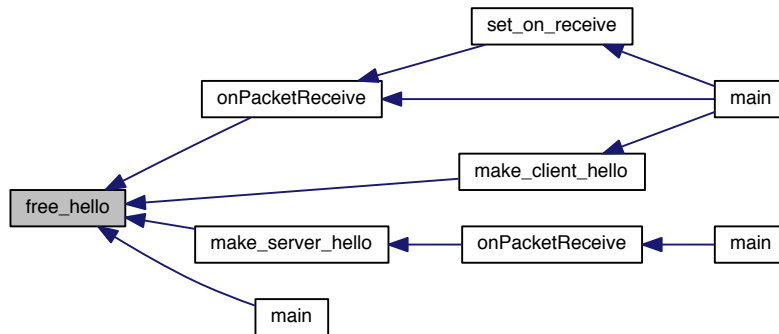 set_on_receive
onPacketReceive
main
make_client_hello
free_hello
make_server_hello
onPacketReceive
main
main